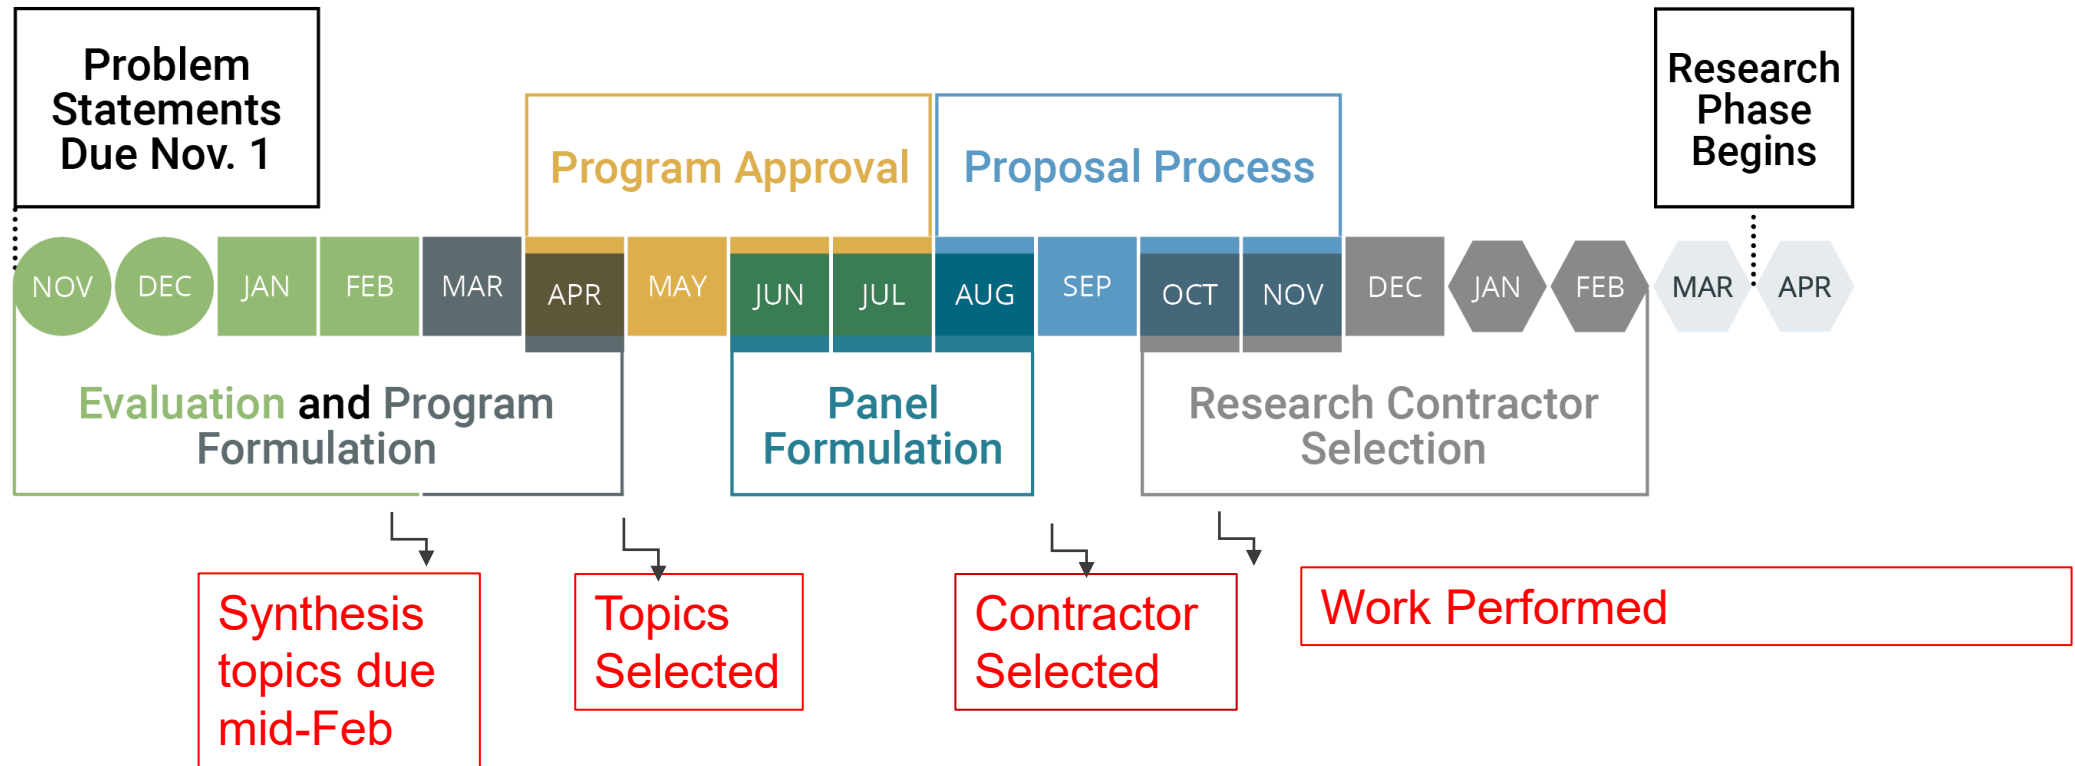 Problem
Statements
Due Nov. 1
Research
Phase
Begins
Program Approval
Proposal Process
NOV DEC JAN FEB MAR APR MAY JUN JUL AUG SEP OCT NOV DEC JAN FEB MAR APR
Evaluation and Program
Formulation
Panel
Formulation
Research Contractor
Selection
Synthesis
topics due
mid-Feb
Topics
Selected
Contractor
Selected
Work Performed